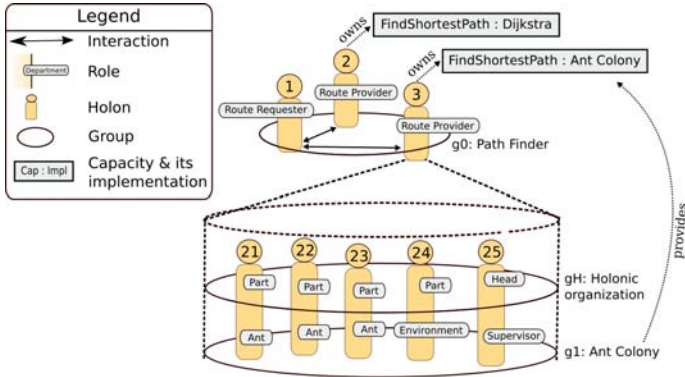 Legend
Interaction
Department
Role
Holon
Group
Cap : Impl
Capacity & its
implementation
owns
FindShortestPath : Dijkstra
owns
FindShortestPath : Ant Colony
1
2
3
Route Requester
Route Provider
Route Provider
g0: Path Finder
provides
21
22
23
24
25
Part
Part
Part
Part
Head
gH: Holonic
organization
Ant
Ant
Ant
Environment
Supervisor
g1: Ant Colony